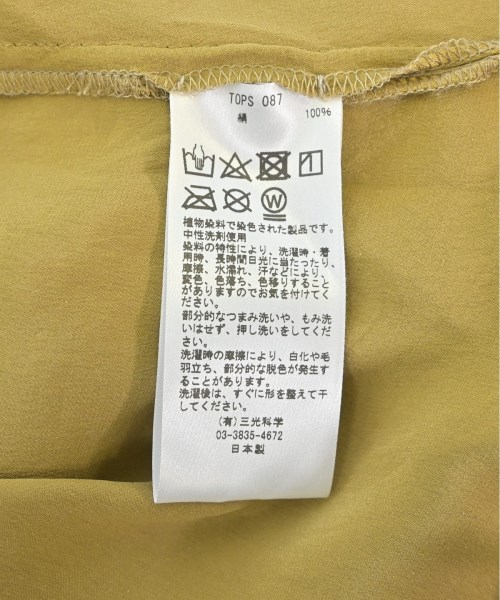 TOPS 087
絹 100%
W
植物染料で染色された製品です。
中性洗剤使用
染料の特性により、洗濯時・着
用時、長時間日光に当たったり、
摩擦、水濡れ、汗などにより、
変色、色落ち、色移りすること
がありますのでお気を付けてく
ださい。
部分的なつまみ洗いや、もみ洗
いはせず、押し洗いをしてくだ
さい。
洗濯時の摩擦により、白化や毛
羽立ち、部分的な脱色が発生す
ることがあります。
洗濯後は、すぐに形を整えて干
してください。
(有)三光科学
03-3835-4672
日本製